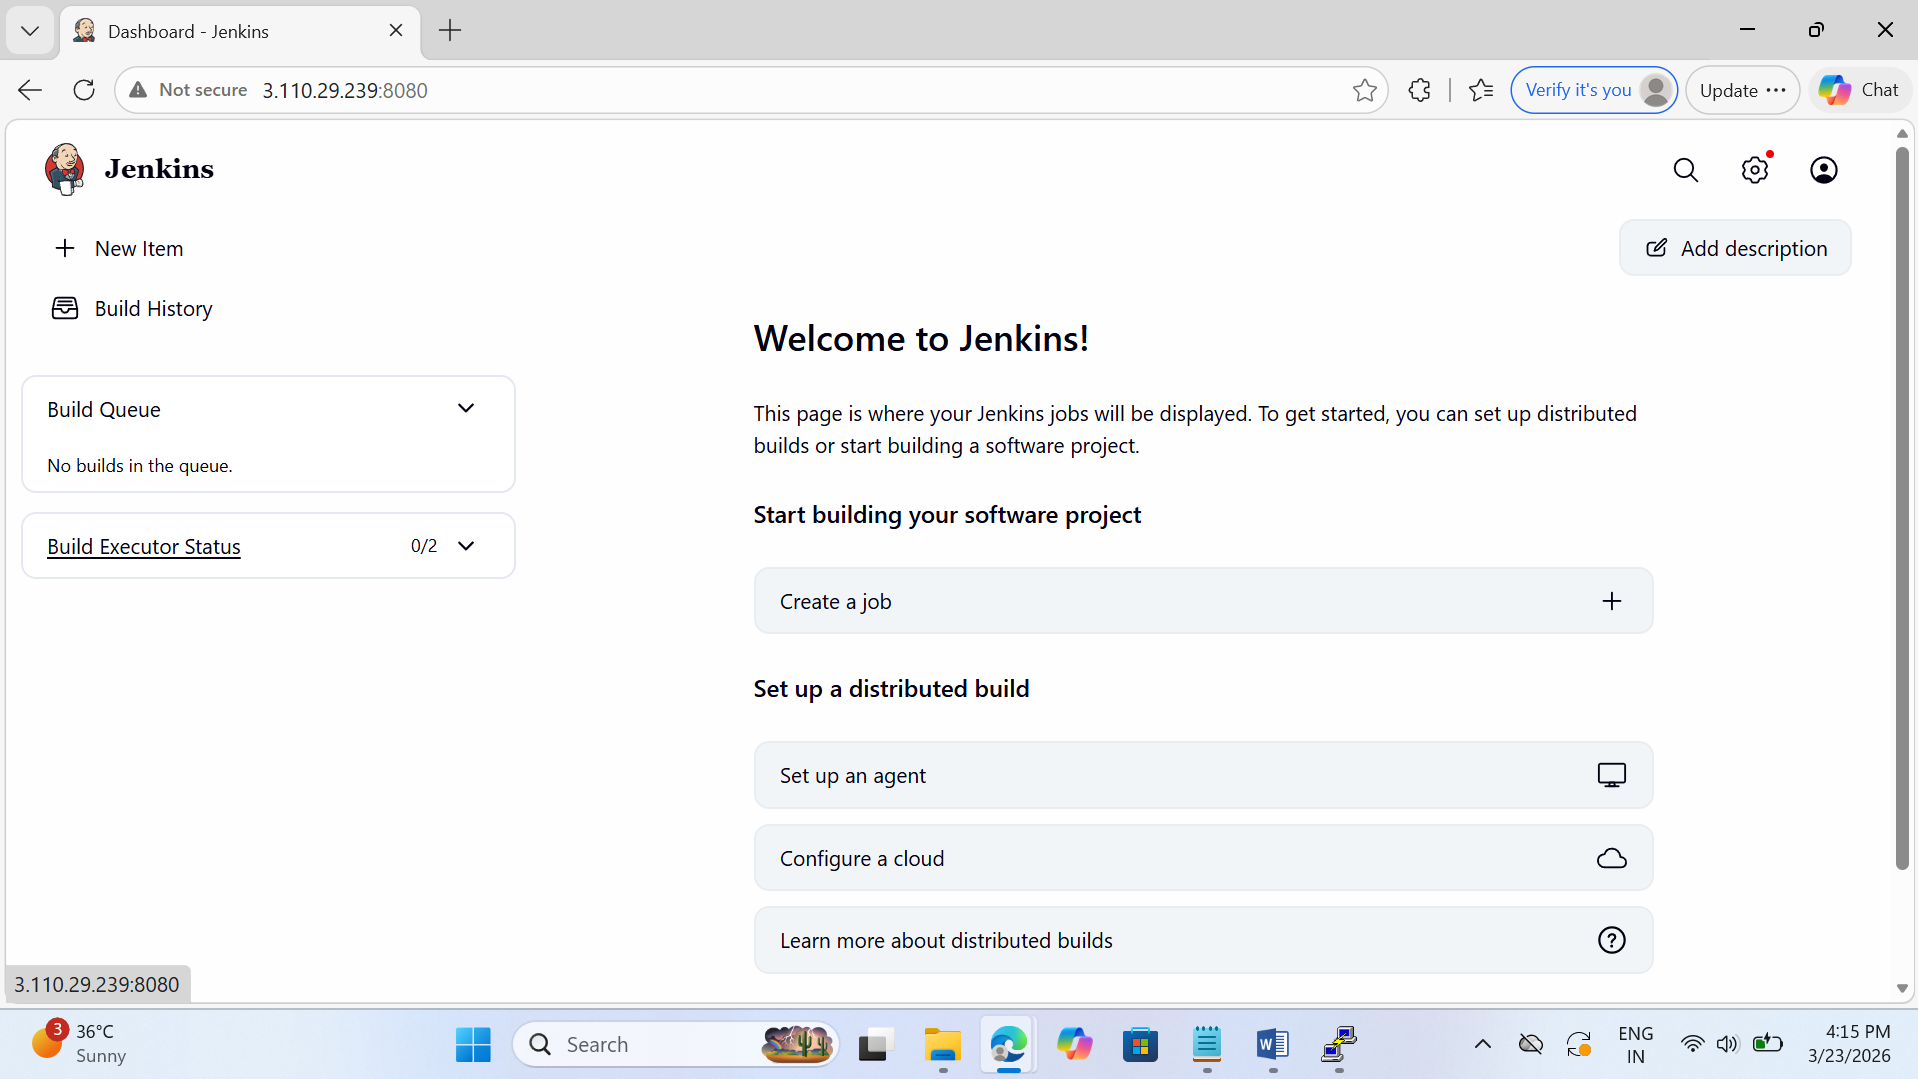 Dashboard - Jenkins
Not secure 3.110.29.239:8080
Verify it's you
Update
Chat
Jenkins
New Item
Add description
Build History
Welcome to Jenkins!
Build Queue
This page is where your Jenkins jobs will be displayed. To get started, you can set up distributed
builds or start building a software project.
No builds in the queue.
Start building your software project
Build Executor Status 0/2
Create a job
Set up a distributed build
Set up an agent
Configure a cloud
Learn more about distributed builds
3.110.29.239:8080
3
36°C
Sunny
Search
ENG
IN
4:15 PM
3/23/2026